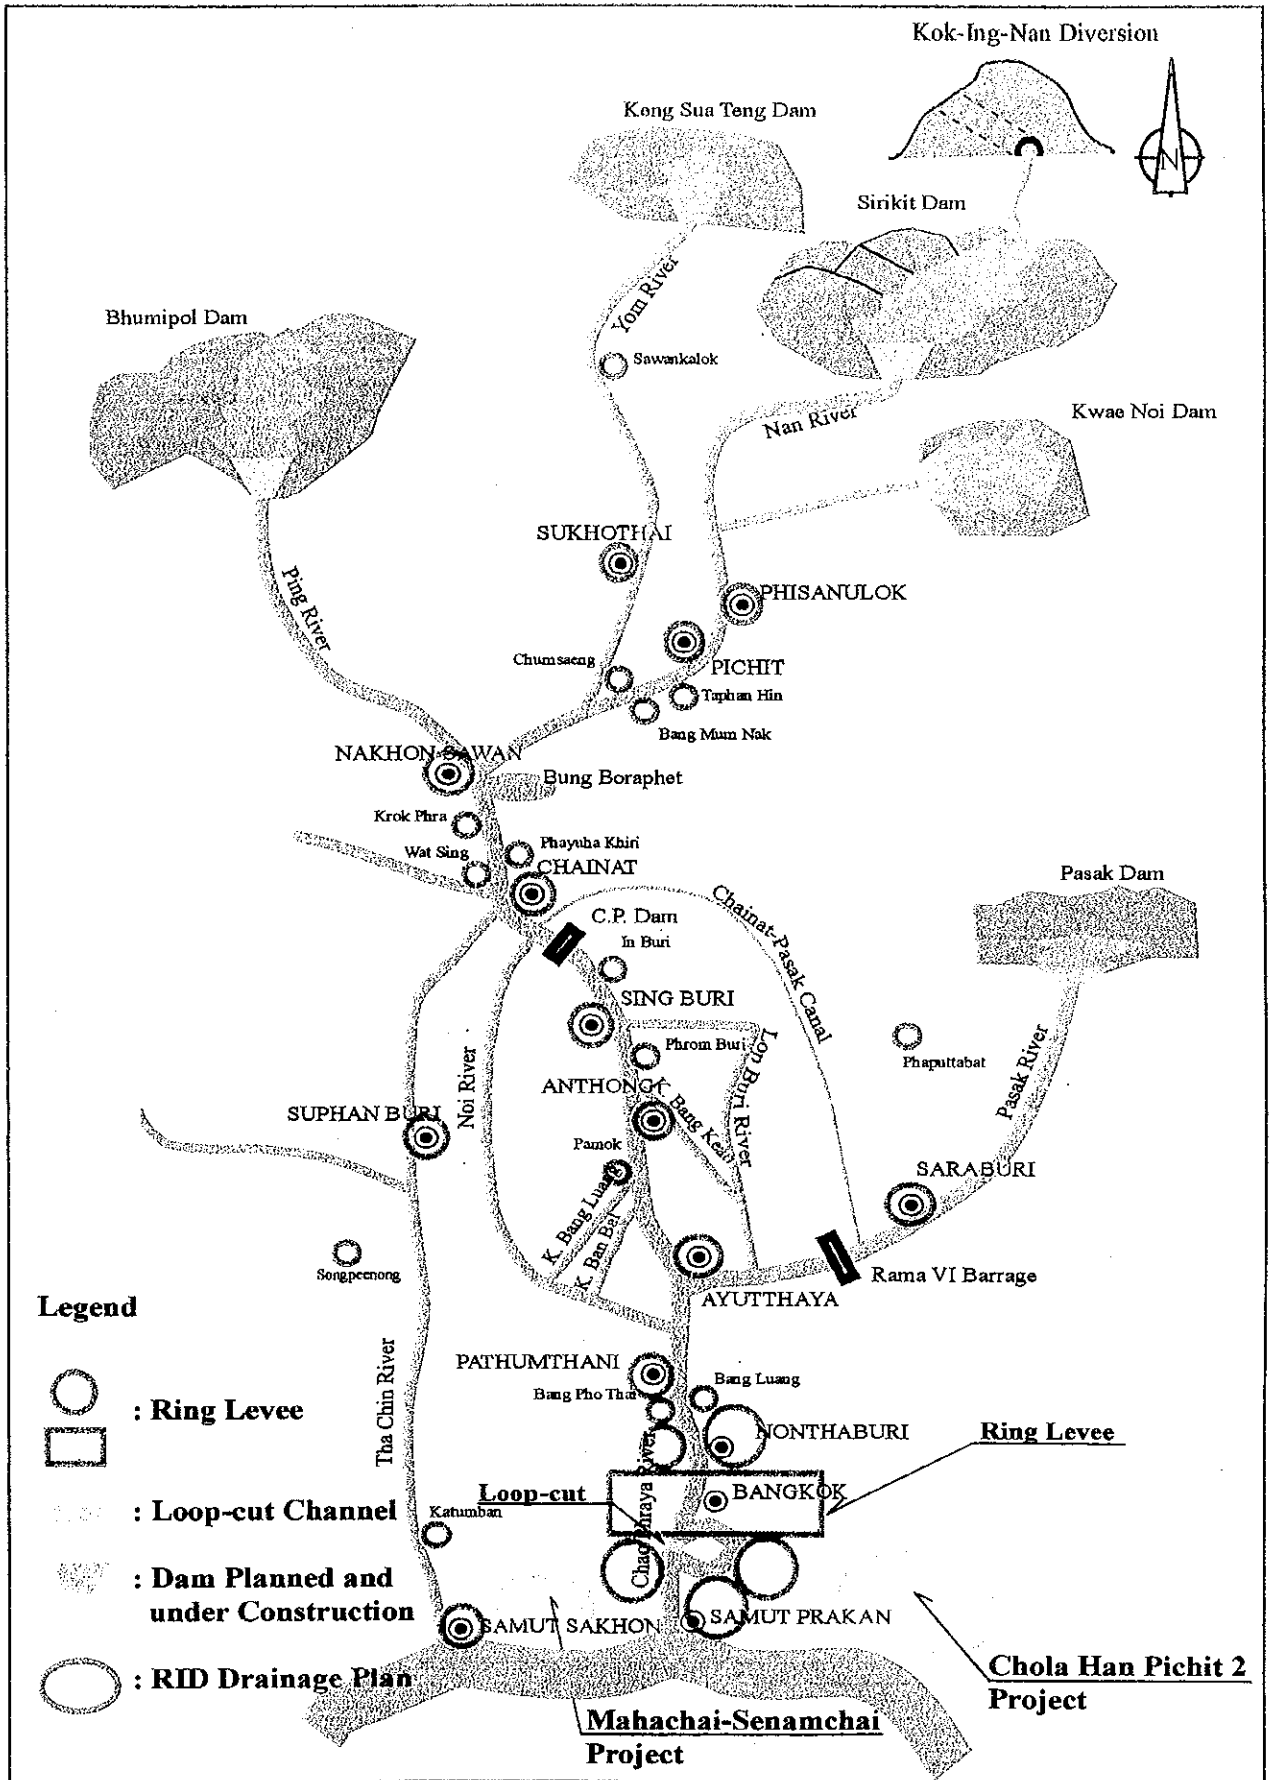 Kok-Ing-Nan Diversion
Kong Sua Teng Dam
N
Sirikit Dam
Yom River
Bhumipol Dam
Sawankalok
Nan River
Kwae Noi Dam
SUKHOTHAI
Ping River
PHISANULOK
PICHIT
Chumsaeng
Taphan Hin
Bang Mum Nak
NAKHON SAWAN
Bung Boraphet
Krok Phra
Phayuha Khiri
Wat Sing
CHAINAT
Pasak Dam
C.P. Dam
In Buri
Chainat-Pasak Canal
SING BURI
Phrom Buri
Lop Buri River
Phaputtabat
Pasak River
Noi River
ANTHONG
K. Bang Keaw
SUPHAN BURI
Pamok
SARABURI
K. Bang Luang
K. Ban Bai
Songpeenong
Rama VI Barrage
AYUTTHAYA
Legend
PATHUMTHANI
Bang Luang
Bang Pho Thai
: Ring Levee
Tha Chin River
NONTHABURI
Ring Levee
Chao Phraya River
Loop-cut
BANGKOK
: Loop-cut Channel
Katumban
: Dam Planned and
under Construction
SAMUT SAKHON
SAMUT PRAKAN
: RID Drainage Plan
Chola Han Pichit 2
Project
Mahachai-Senamchai
Project